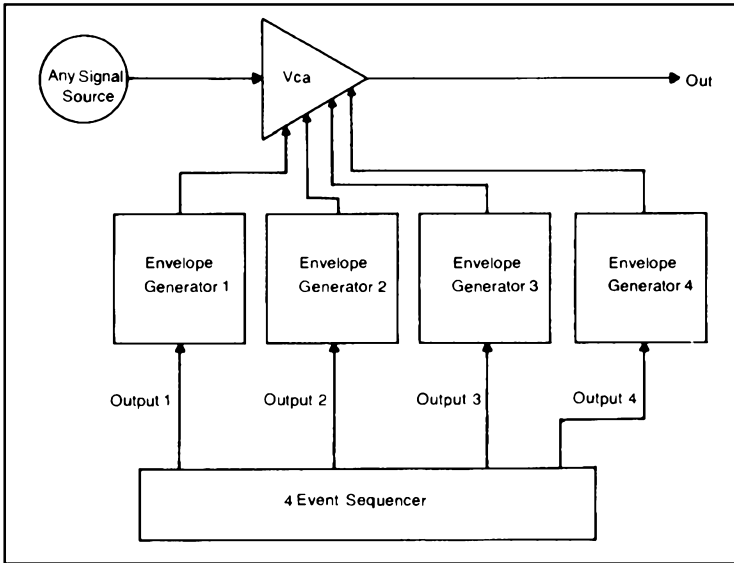 Any Signal
Source
Vca
Out
Envelope
Generator 1
Envelope
Generator 2
Envelope
Generator 3
Envelope
Generator 4
Output 1
Output 2
Output 3
Output 4
4 Event Sequencer